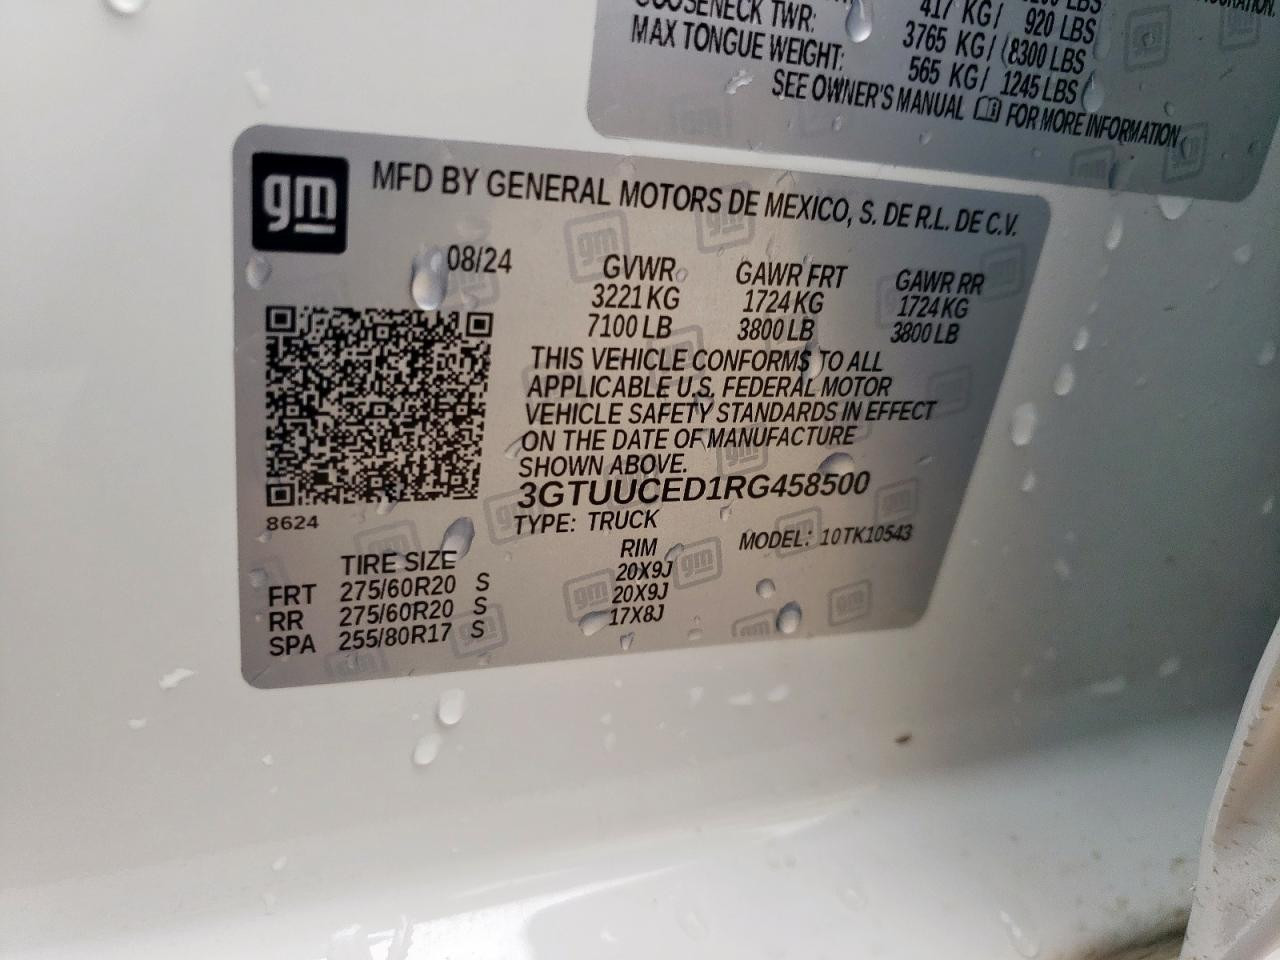 417 KG/ 920 LBS
GOOSENECK TWR: 3765 KG/ (8300 LBS
MAX TONGUE WEIGHT: 565 KG/ 1245 LBS
SEE OWNER'S MANUAL FOR MORE INFORMATION
gm
MFD BY GENERAL MOTORS DE MEXICO, S. DE R.L. DE C.V.
08/24
GVWR GAWR FRT GAWR RR
3221 KG 1724 KG 1724 KG
7100 LB 3800 LB 3800 LB
THIS VEHICLE CONFORMS TO ALL
APPLICABLE U.S. FEDERAL MOTOR
VEHICLE SAFETY STANDARDS IN EFFECT
ON THE DATE OF MANUFACTURE
SHOWN ABOVE.
3GTUUCED1RG458500
8624
TYPE: TRUCK MODEL: 10TK10543
TIRE SIZE RIM
FRT 275/60R20 S 20X9J
RR 275/60R20 S 20X9J
SPA 255/80R17 S 17X8J